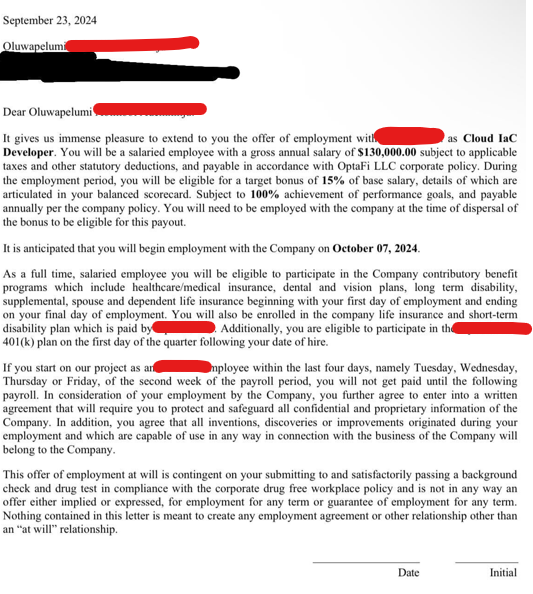 September 23, 2024
Oluwapelumi
Dear Oluwapelumi
It gives us immense pleasure to extend to you the offer of employment with as Cloud IaC
Developer. You will be a salaried employee with a gross annual salary of $130,000.00 subject to applicable
taxes and other statutory deductions, and payable in accordance with OptaFi LLC corporate policy. During
the employment period, you will be eligible for a target bonus of 15% of base salary, details of which are
articulated in your balanced scorecard. Subject to 100% achievement of performance goals, and payable
annually per the company policy. You will need to be employed with the company at the time of dispersal of
the bonus to be eligible for this payout.
It is anticipated that you will begin employment with the Company on October 07, 2024.
As a full time, salaried employee you will be eligible to participate in the Company contributory benefit
programs which include healthcare/medical insurance, dental and vision plans, long term disability,
supplemental, spouse and dependent life insurance beginning with your first day of employment and ending
on your final day of employment. You will also be enrolled in the company life insurance and short-term
disability plan which is paid by . Additionally, you are eligible to participate in the
401(k) plan on the first day of the quarter following your date of hire.
If you start on our project as an mployee within the last four days, namely Tuesday, Wednesday,
Thursday or Friday, of the second week of the payroll period, you will not get paid until the following
payroll. In consideration of your employment by the Company, you further agree to enter into a written
agreement that will require you to protect and safeguard all confidential and proprietary information of the
Company. In addition, you agree that all inventions, discoveries or improvements originated during your
employment and which are capable of use in any way in connection with the business of the Company will
belong to the Company.
This offer of employment at will is contingent on your submitting to and satisfactorily passing a background
check and drug test in compliance with the corporate drug free workplace policy and is not in any way an
offer either implied or expressed, for employment for any term or guarantee of employment for any term.
Nothing contained in this letter is meant to create any employment agreement or other relationship other than
an “at will” relationship.
Date Initial